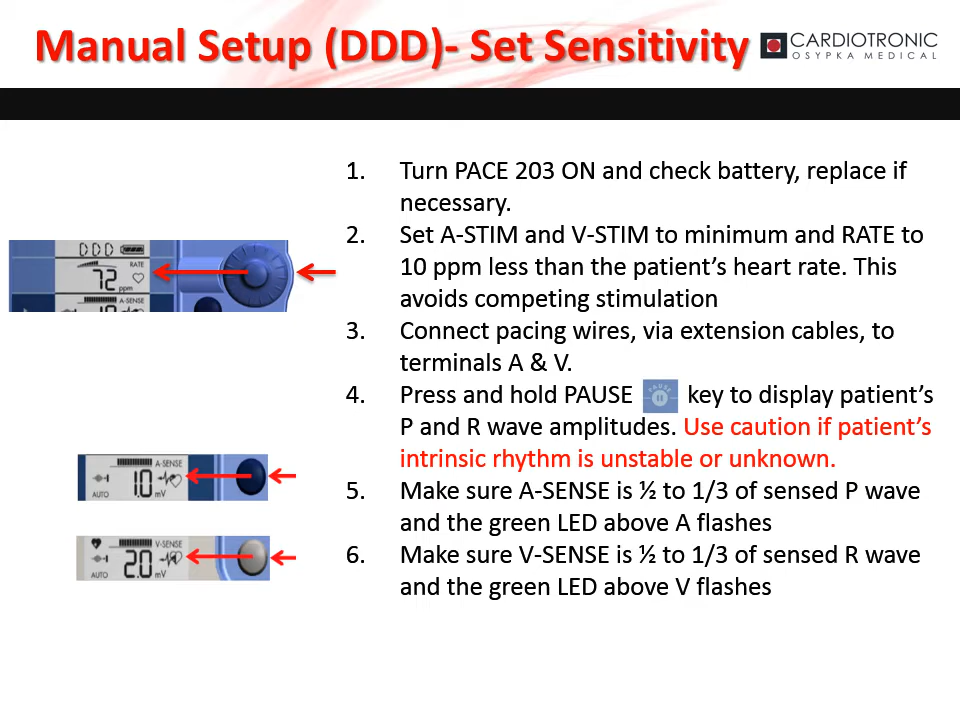 Manual Setup (DDD)- Set Sensitivity
CARDIOTRONIC
OSYPKA MEDICAL
1. Turn PACE 203 ON and check battery, replace if
necessary.
2. Set A-STIM and V-STIM to minimum and RATE to
10 ppm less than the patient's heart rate. This
avoids competing stimulation
3. Connect pacing wires, via extension cables, to
terminals A & V.
4. Press and hold PAUSE PAUSE key to display patient's
P and R wave amplitudes. Use caution if patient's
intrinsic rhythm is unstable or unknown.
5. Make sure A-SENSE is ½ to 1/3 of sensed P wave
and the green LED above A flashes
6. Make sure V-SENSE is ½ to 1/3 of sensed R wave
and the green LED above V flashes
DDD
RATE
72 ppm
A-SENSE
A-SENSE
1.0 mV
AUTO
V-SENSE
2.0 mV
AUTO